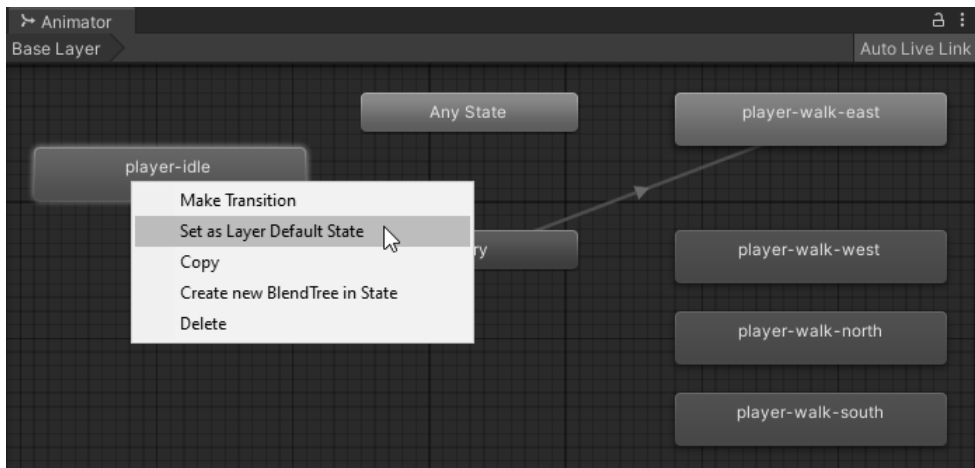 Animator
Base Layer
Auto Live Link
Any State
player-walk-east
player-idle
Make Transition
Set as Layer Default State
Copy
Create new BlendTree in State
Delete
ry
player-walk-west
player-walk-north
player-walk-south